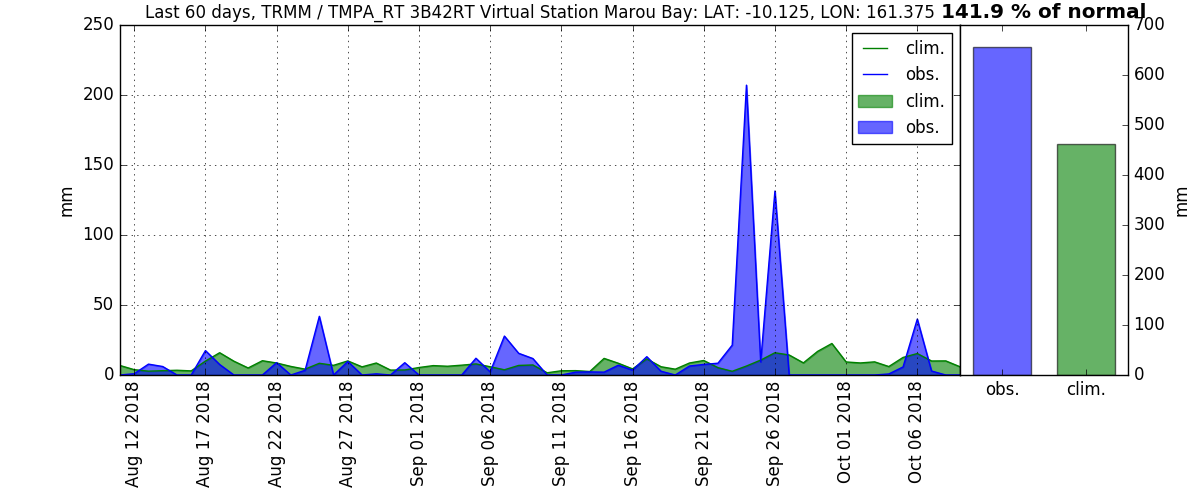 Last 60 days, TRMM / TMPA_RT 3B42RT Virtual Station Marou Bay: LAT: -10.125, LON: 161.375 141.9 % of normal
250
200
150
100
50
0
mm
clim.
obs.
clim.
obs.
700
600
500
400
300
200
100
0
mm
obs.
clim.
Aug 12 2018
Aug 17 2018
Aug 22 2018
Aug 27 2018
Sep 01 2018
Sep 06 2018
Sep 11 2018
Sep 16 2018
Sep 21 2018
Sep 26 2018
Oct 01 2018
Oct 06 2018